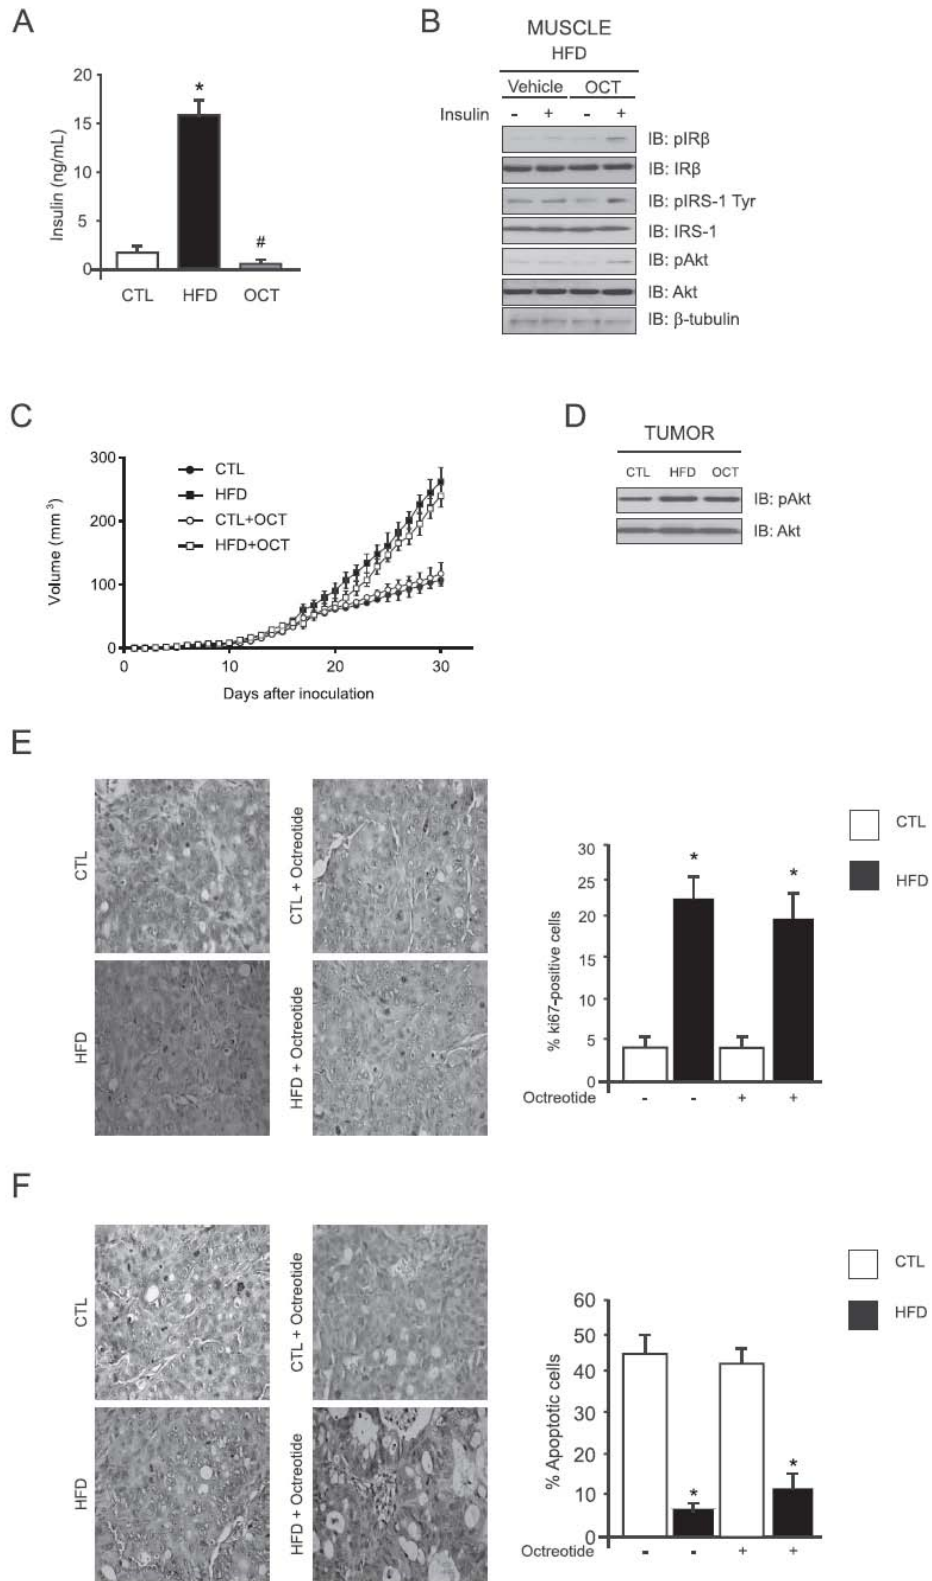 A
Insulin (ng/mL)
20
15
10
5
0
*
#
CTL HFD OCT
B
MUSCLE
HFD
Vehicle OCT
Insulin - + - +
IB: pIRβ
IB: IRβ
IB: pIRS-1 Tyr
IB: IRS-1
IB: pAkt
IB: Akt
IB: β-tubulin
C
Volume (mm³)
300
200
100
0
CTL
HFD
CTL+OCT
HFD+OCT
0 10 20 30
Days after inoculation
D
TUMOR
CTL HFD OCT
IB: pAkt
IB: Akt
E
CTL
CTL + Octreotide
HFD
HFD + Octreotide
% ki67-positive cells
30
25
20
15
10
5
0
* *
Octreotide - - + +
CTL
HFD
F
CTL
CTL + Octreotide
HFD
HFD + Octreotide
% Apoptotic cells
60
50
40
30
20
10
0
* *
Octreotide - - + +
CTL
HFD